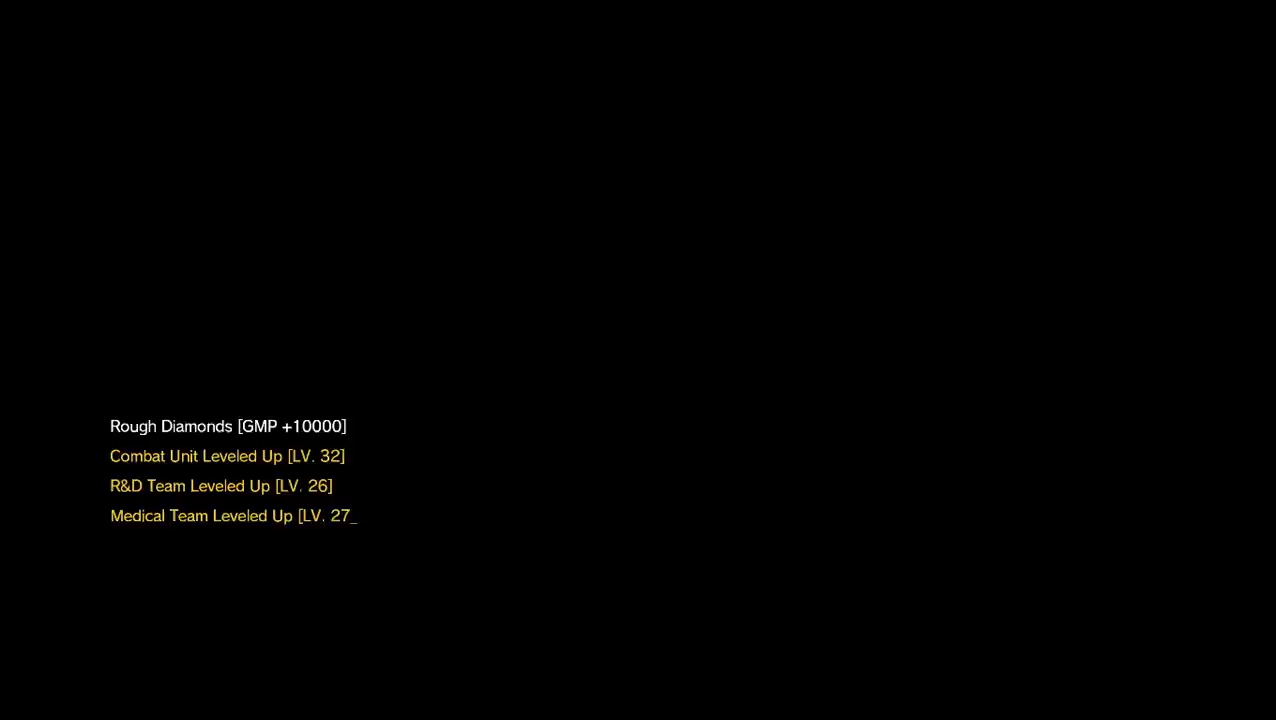 Rough Diamonds [GMP +10000]
Combat Unit Leveled Up [LV. 32]
R&D Team Leveled Up [LV. 26]
Medical Team Leveled Up [LV. 27_